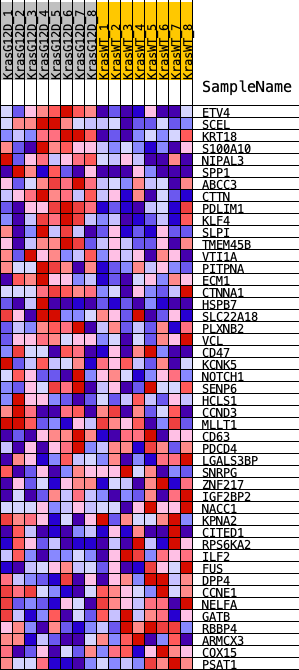 KrasG12D_1
KrasG12D_2
KrasG12D_3
KrasG12D_4
KrasG12D_5
KrasG12D_6
KrasG12D_7
KrasG12D_8
KrasWT_1
KrasWT_2
KrasWT_3
KrasWT_4
KrasWT_5
KrasWT_6
KrasWT_7
KrasWT_8
SampleName
ETV4
SCEL
KRT18
S100A10
NIPAL3
SPP1
ABCC3
CTTN
PDLIM1
KLF4
SLPI
TMEM45B
VTI1A
PITPNA
ECM1
CTNNA1
HSPB7
SLC22A18
PLXNB2
VCL
CD47
KCNK5
NOTCH1
SENP6
HCLS1
CCND3
MLLT1
CD63
PDCD4
LGALS3BP
SNRPG
ZNF217
IGF2BP2
NACC1
KPNA2
CITED1
RPS6KA2
ILF2
FUS
DPP4
CCNE1
NELFA
GATB
RBBP4
ARMCX3
COX15
PSAT1